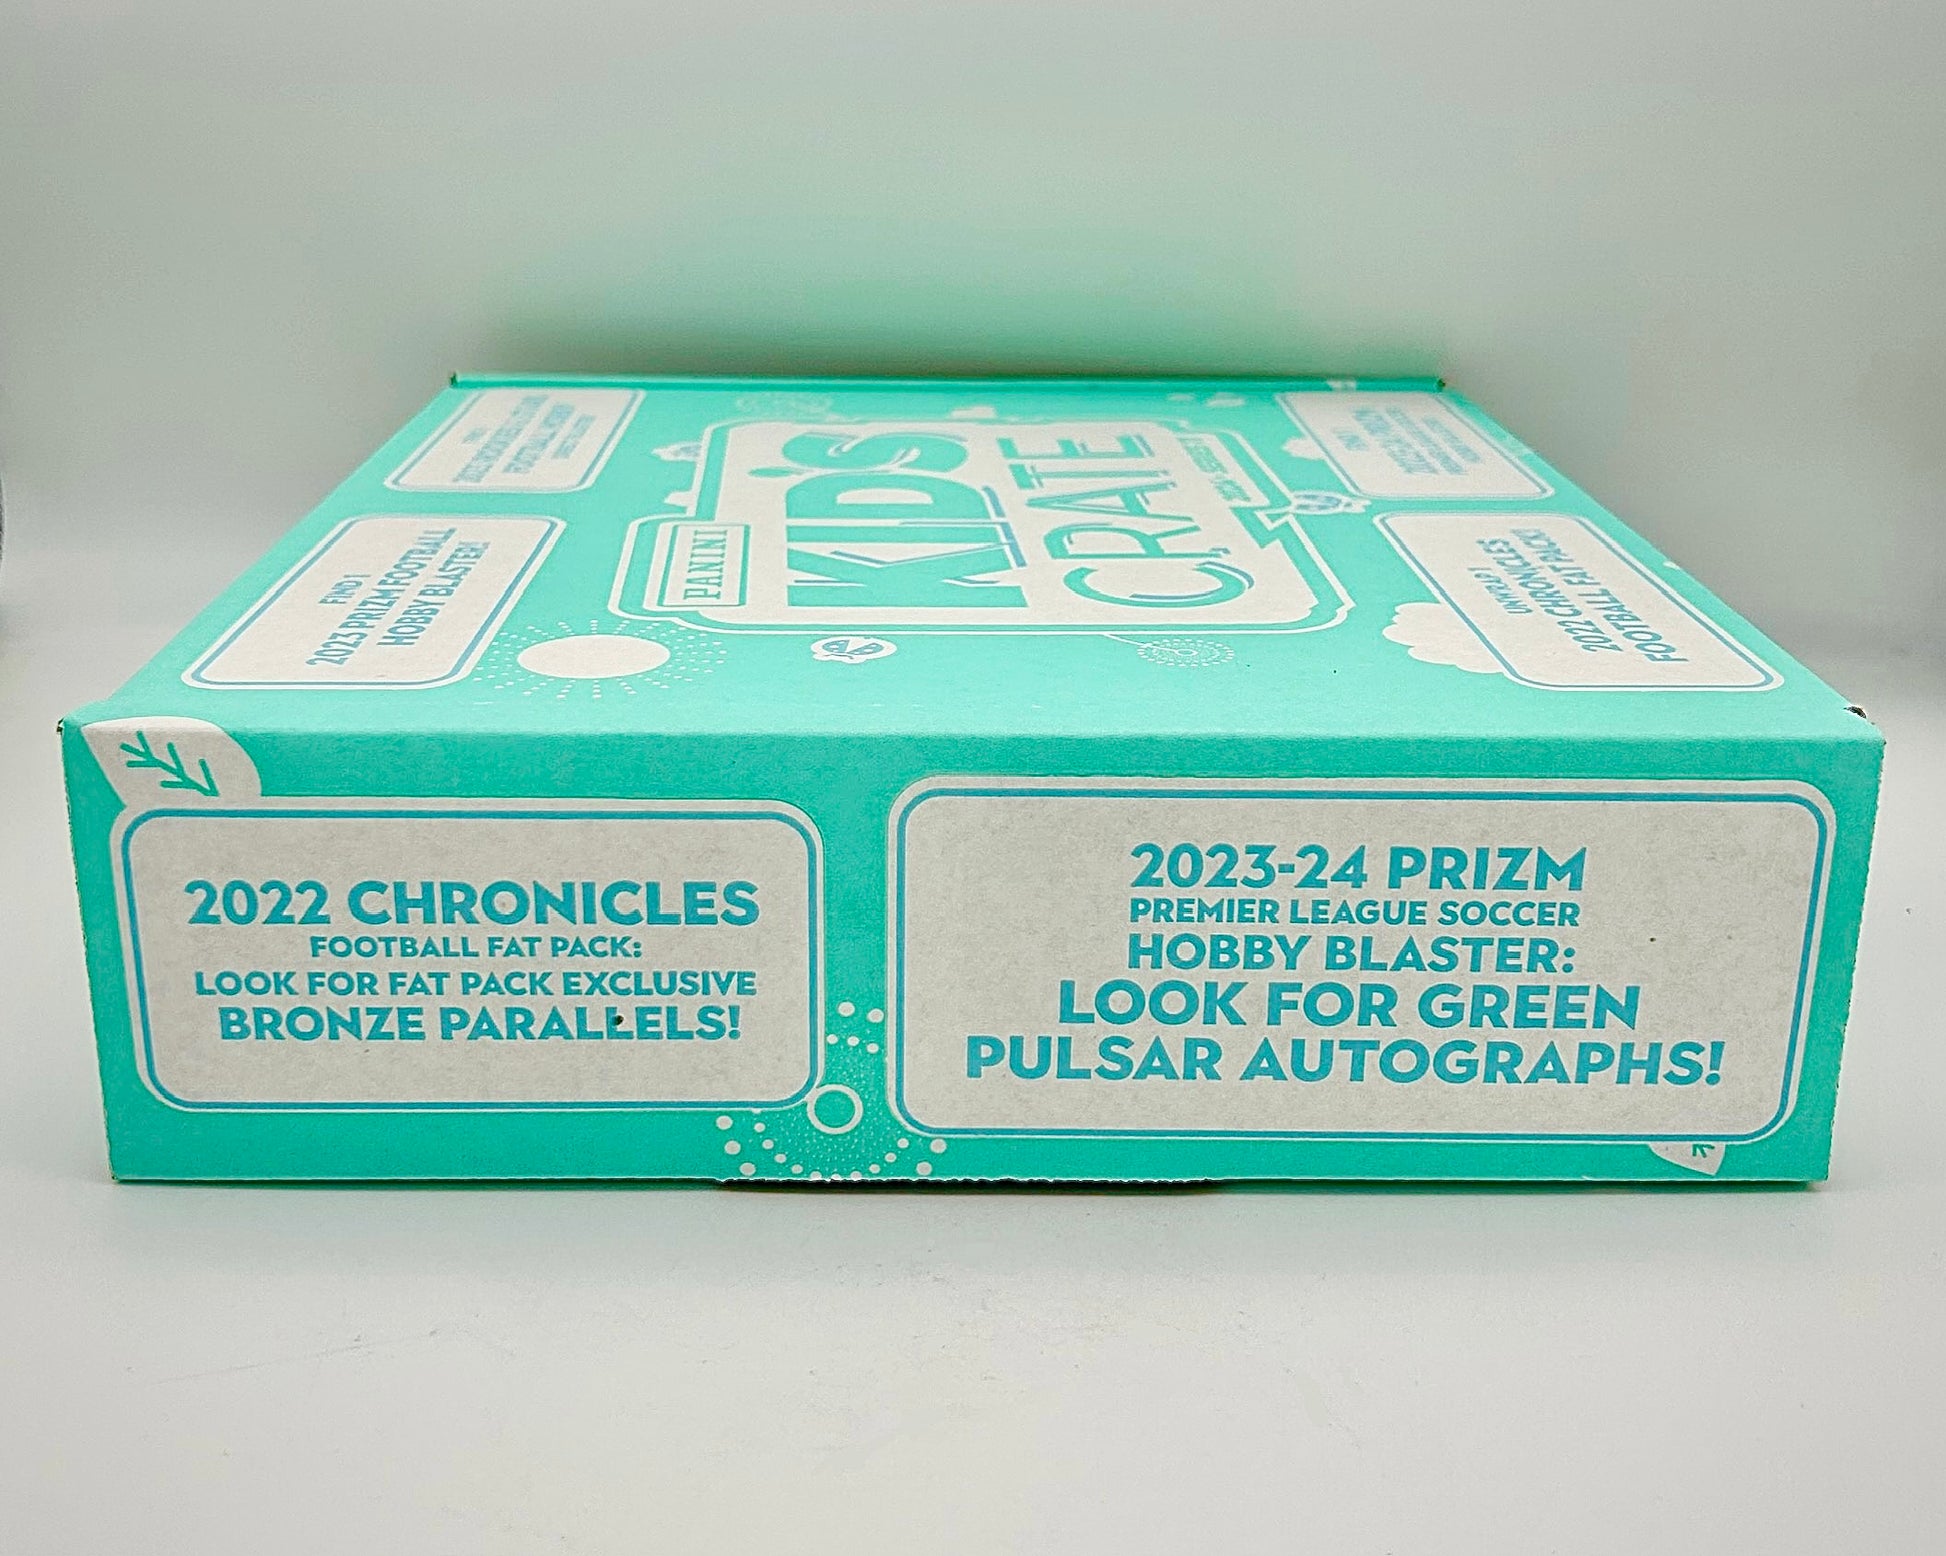 PANINI
KID'S
CRATE
FIND 1
2023 PRIZM FOOTBALL
HOBBY BLASTER!
UNWRAP 1
2022 CHRONICLES
FOOTBALL FAT PACK!
2022 CHRONICLES
FOOTBALL FAT PACK:
LOOK FOR FAT PACK EXCLUSIVE
BRONZE PARALLELS!
2023-24 PRIZM
PREMIER LEAGUE SOCCER
HOBBY BLASTER:
LOOK FOR GREEN
PULSAR AUTOGRAPHS!